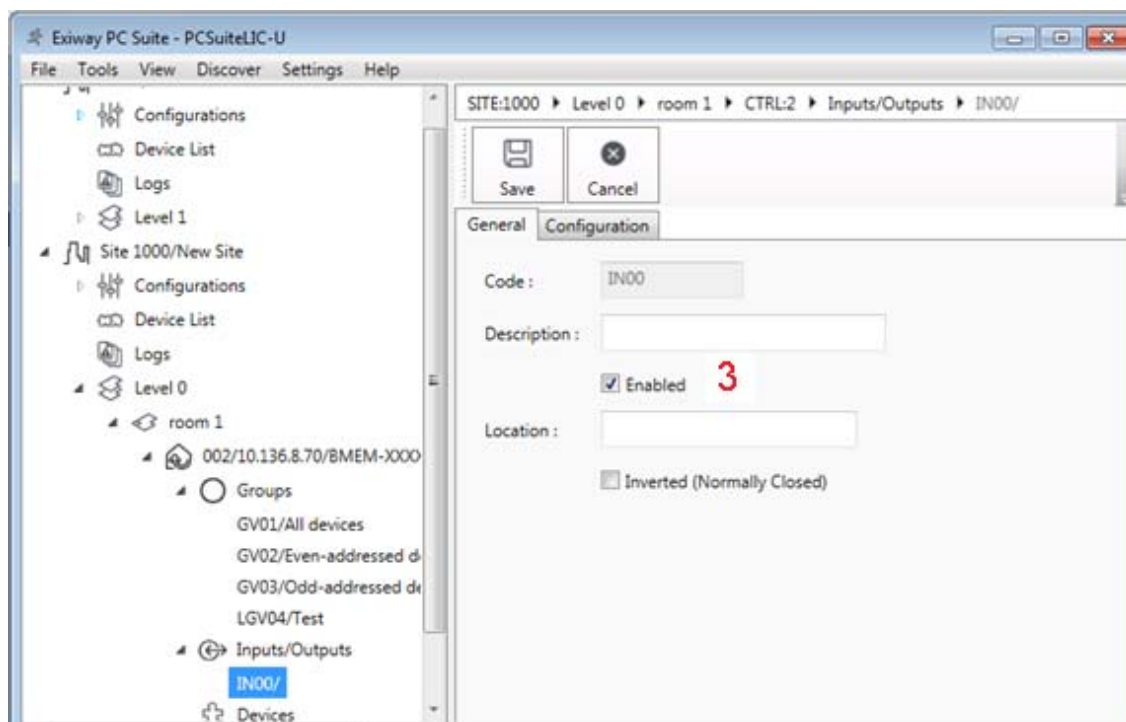 Exiway PC Suite - PCSuiteLIC-U
File Tools View Discover Settings Help
Configurations
Device List
Logs
Level 1
Site 1000/New Site
Configurations
Device List
Logs
Level 0
room 1
002/10.136.8.70/BMEM-XXXX
Groups
GV01/All devices
GV02/Even-addressed d
GV03/Odd-addressed de
LGV04/Test
Inputs/Outputs
IN00/
Devices
SITE:1000 Level 0 room 1 CTRL:2 Inputs/Outputs IN00/
Save Cancel
General Configuration
Code : IN00
Description :
Enabled 3
Location :
Inverted (Normally Closed)